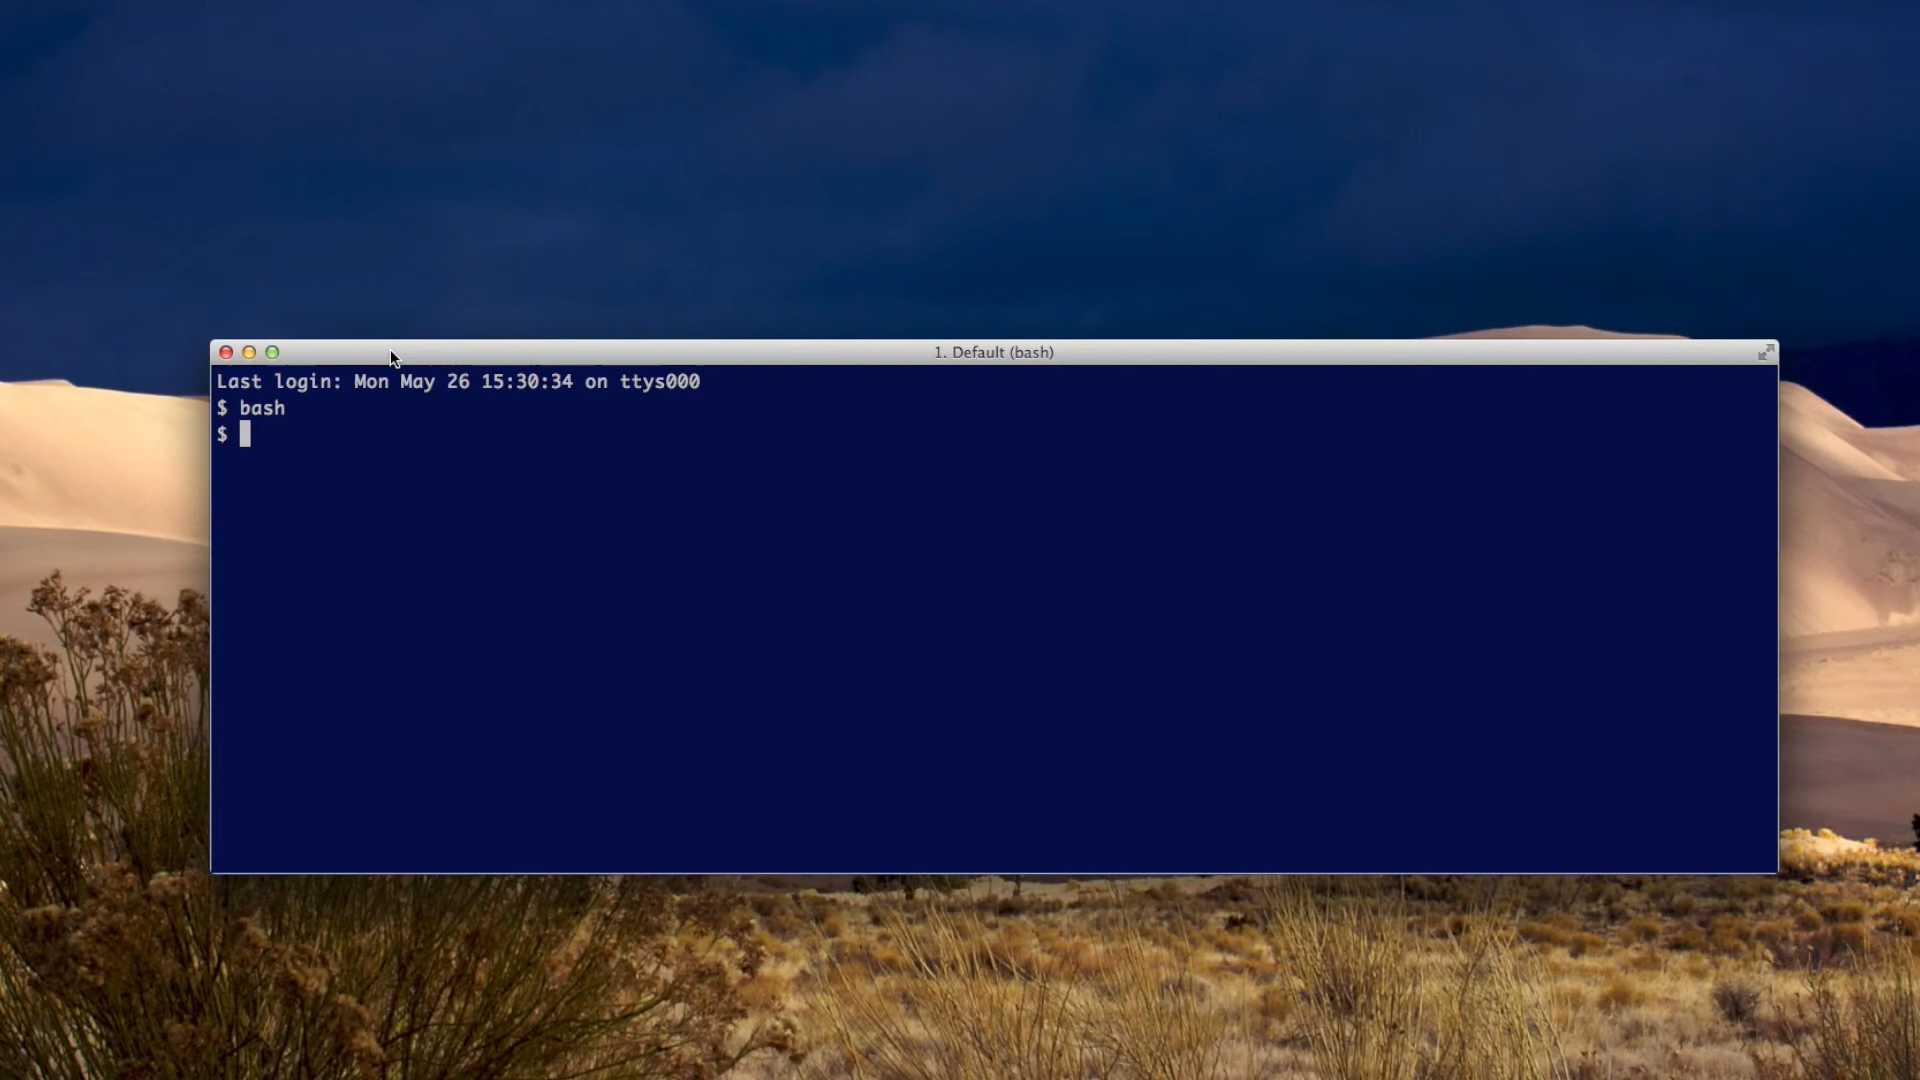 1. Default (bash)
Last login: Mon May 26 15:30:34 on ttys000
$ bash
$